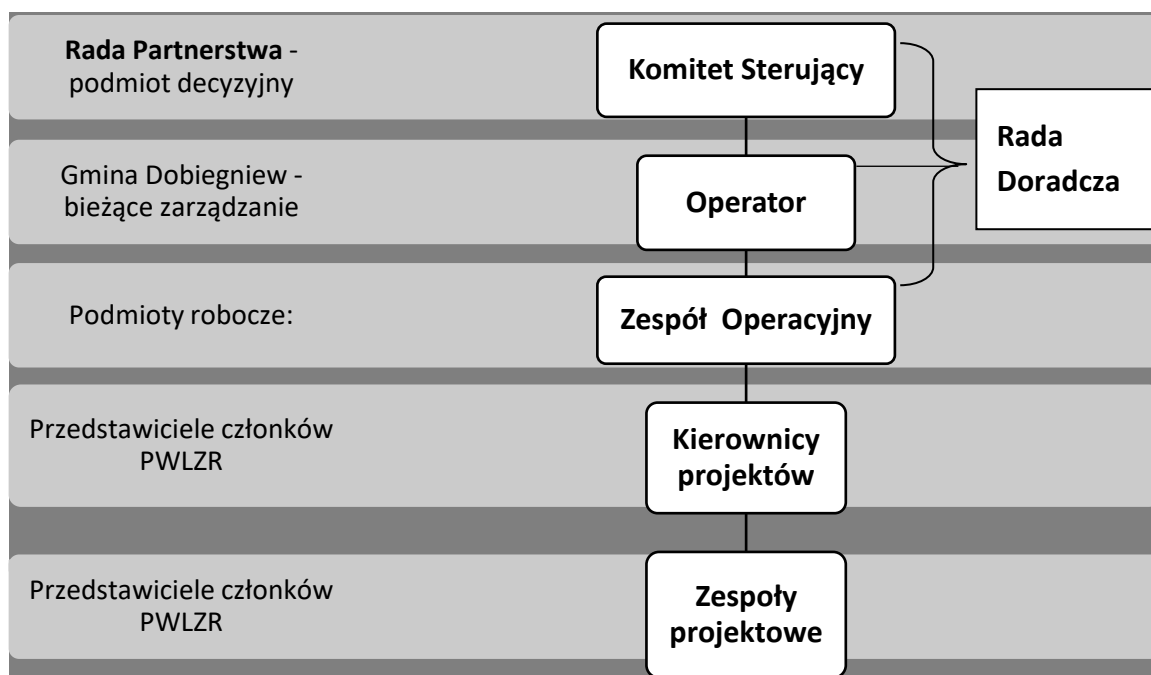 Rada Partnerstwa -
podmiot decyzyjny
Komitet Sterujący
Rada
Doradcza
Gmina Dobiegniew -
bieżące zarządzanie
Operator
Podmioty robocze:
Zespół  Operacyjny
Przedstawiciele członków
PWLZR
Kierownicy
projektów
Przedstawiciele członków
PWLZR
Zespoły
projektowe